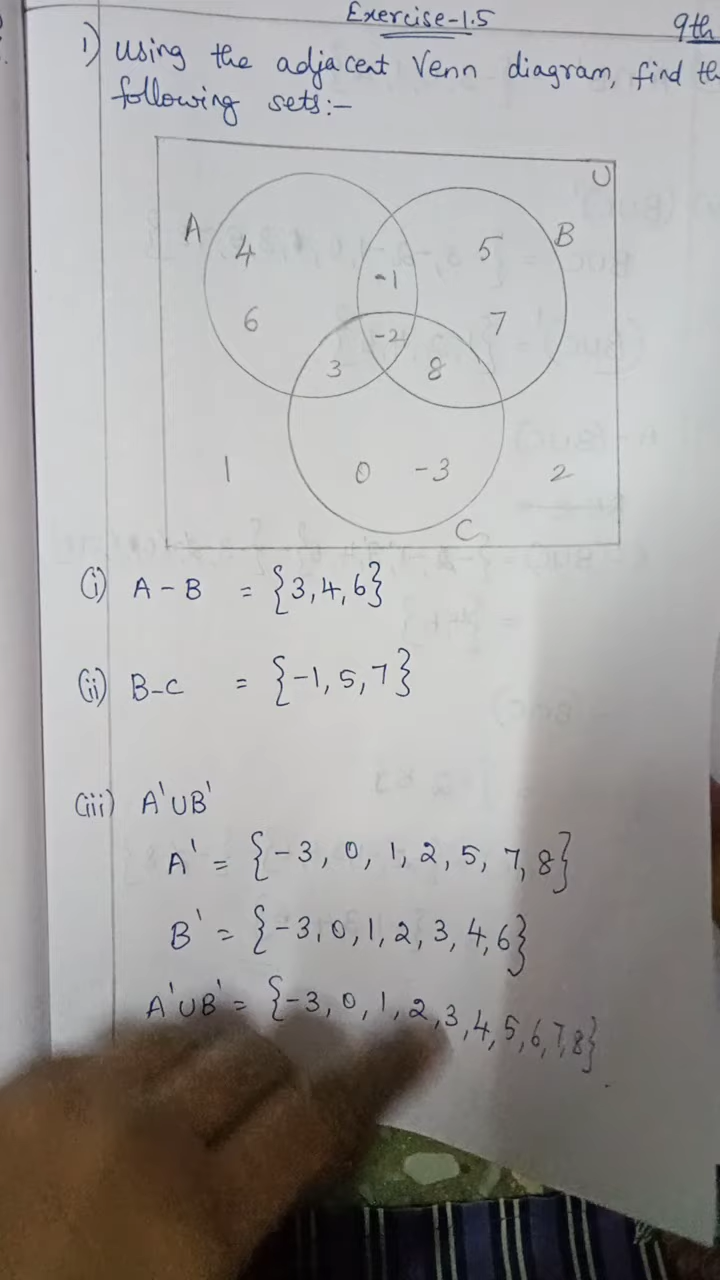 Exercise-1.5
9th
1) using the adjacent Venn diagram, find
following sets:-
U
A
B
4
5
-1
6
7
-2
3
8
1
0
-3
2
C
(i) A-B = {3,4,6}
(ii) B-C = {-1,5,7}
(iii) A'UB'
A' = {-3, 0, 1, 2, 5, 7, 8}
B' = {-3,0,1,2,3,4,6}
A'UB' = {-3,0,1,2,3,4,5,6,7,8}